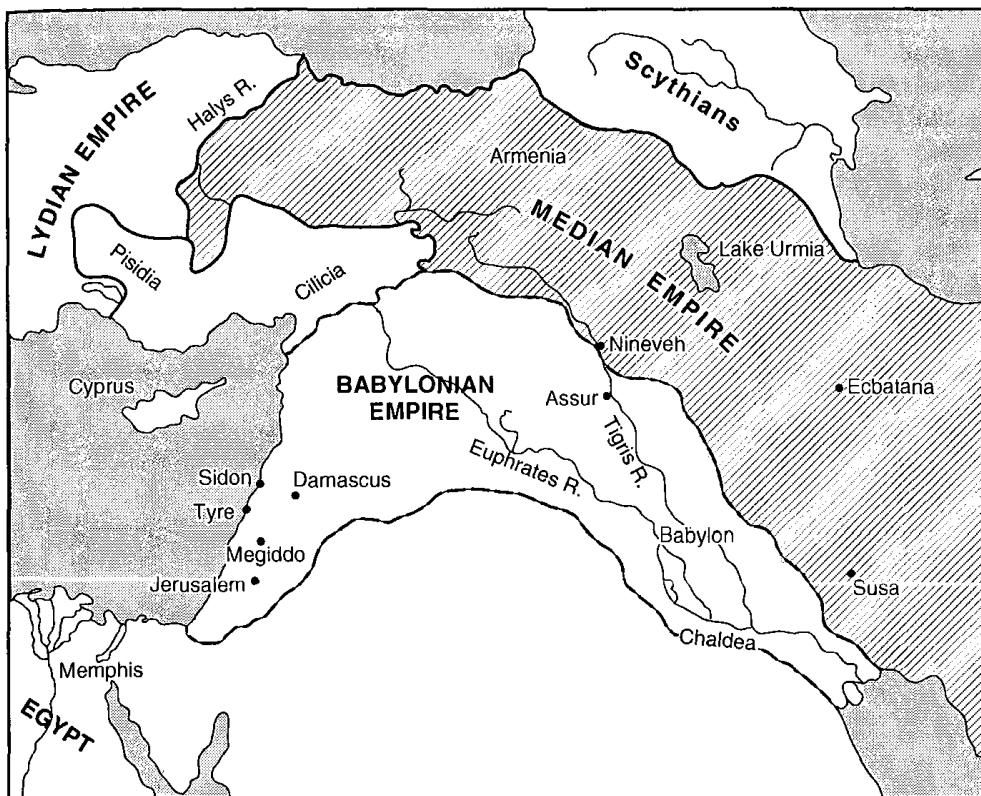 Scythians
LYDIAN EMPIRE
Halys R.
Armenia
MEDIAN EMPIRE
Lake Urmia
Pisidia
Cilicia
Nineveh
Cyprus
BABYLONIAN
EMPIRE
Assur
Ecbatana
Tigris R.
Euphrates R.
Sidon
Damascus
Tyre
Megiddo
Babylon
Jerusalem
Susa
Chaldea
Memphis
EGYPT